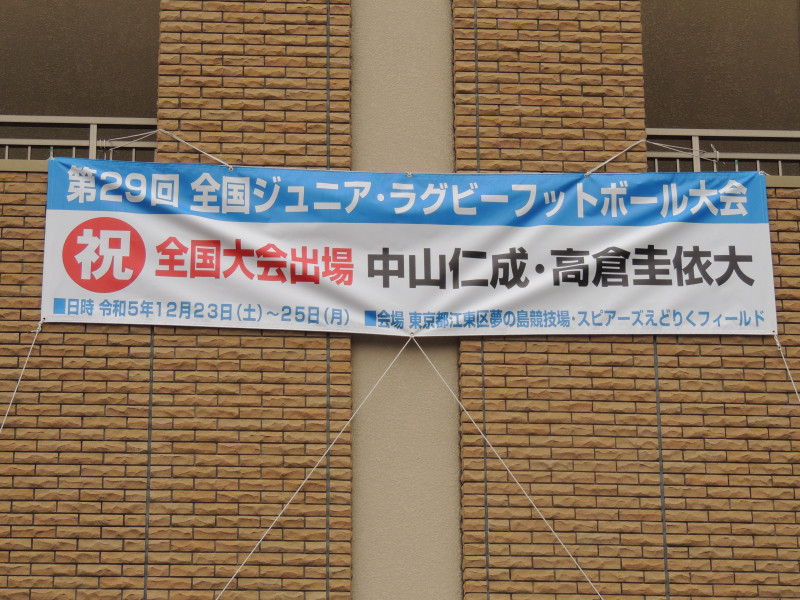 第29回 全国ジュニア・ラグビーフットボール大会
祝 全国大会出場 中山仁成・高倉圭依大
■日時 令和5年12月23日(土)～25日(月) ■会場 東京都江東区夢の島競技場・スピアーズえどりくフィールド